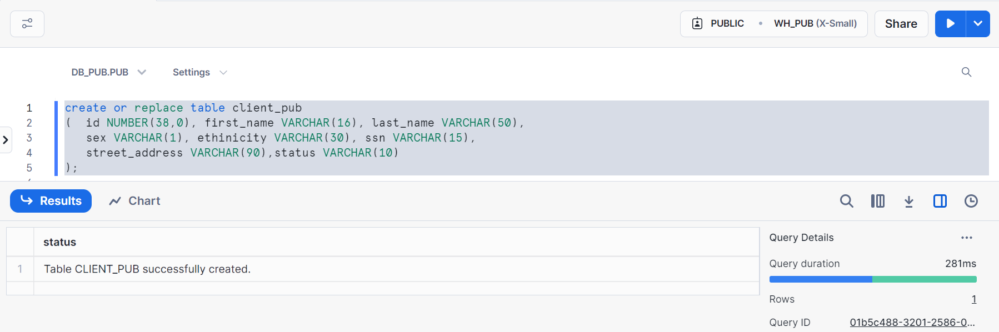 PUBLIC • WH_PUB (X-Small) Share
DB_PUB.PUB Settings
1 create or replace table client_pub
2 (  id NUMBER(38,0), first_name VARCHAR(16), last_name VARCHAR(50),
3    sex VARCHAR(1), ethinicity VARCHAR(30), ssn VARCHAR(15),
4    street_address VARCHAR(90),status VARCHAR(10)
5 );
Results Chart
status
1 Table CLIENT_PUB successfully created.
Query Details
Query duration 281ms
Rows 1
Query ID 01b5c488-3201-2586-0...